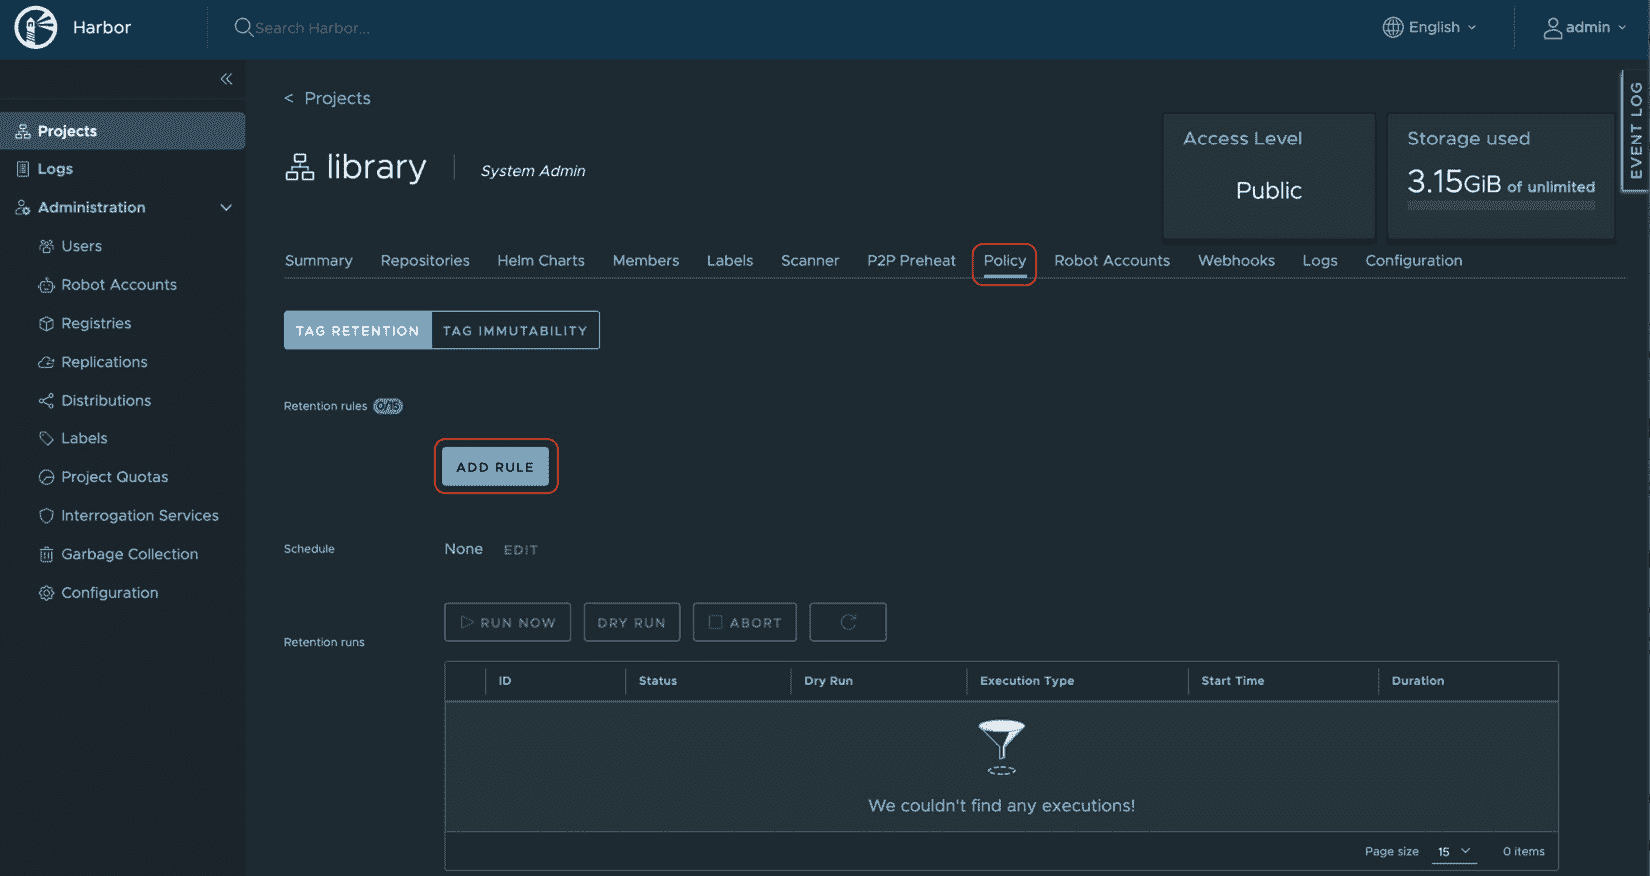 Harbor
Search Harbor...
English
admin
EVENT LOG
Projects
Logs
Administration
Users
Robot Accounts
Registries
Replications
Distributions
Labels
Project Quotas
Interrogation Services
Garbage Collection
Configuration
< Projects
library
System Admin
Access Level
Public
Storage used
3.15GiB of unlimited
Summary Repositories Helm Charts Members Labels Scanner P2P Preheat Policy Robot Accounts Webhooks Logs Configuration
TAG RETENTION TAG IMMUTABILITY
Retention rules 0/15
ADD RULE
Schedule None EDIT
RUN NOW DRY RUN ABORT
Retention runs
ID Status Dry Run Execution Type Start Time Duration
We couldn't find any executions!
Page size 15 0 items